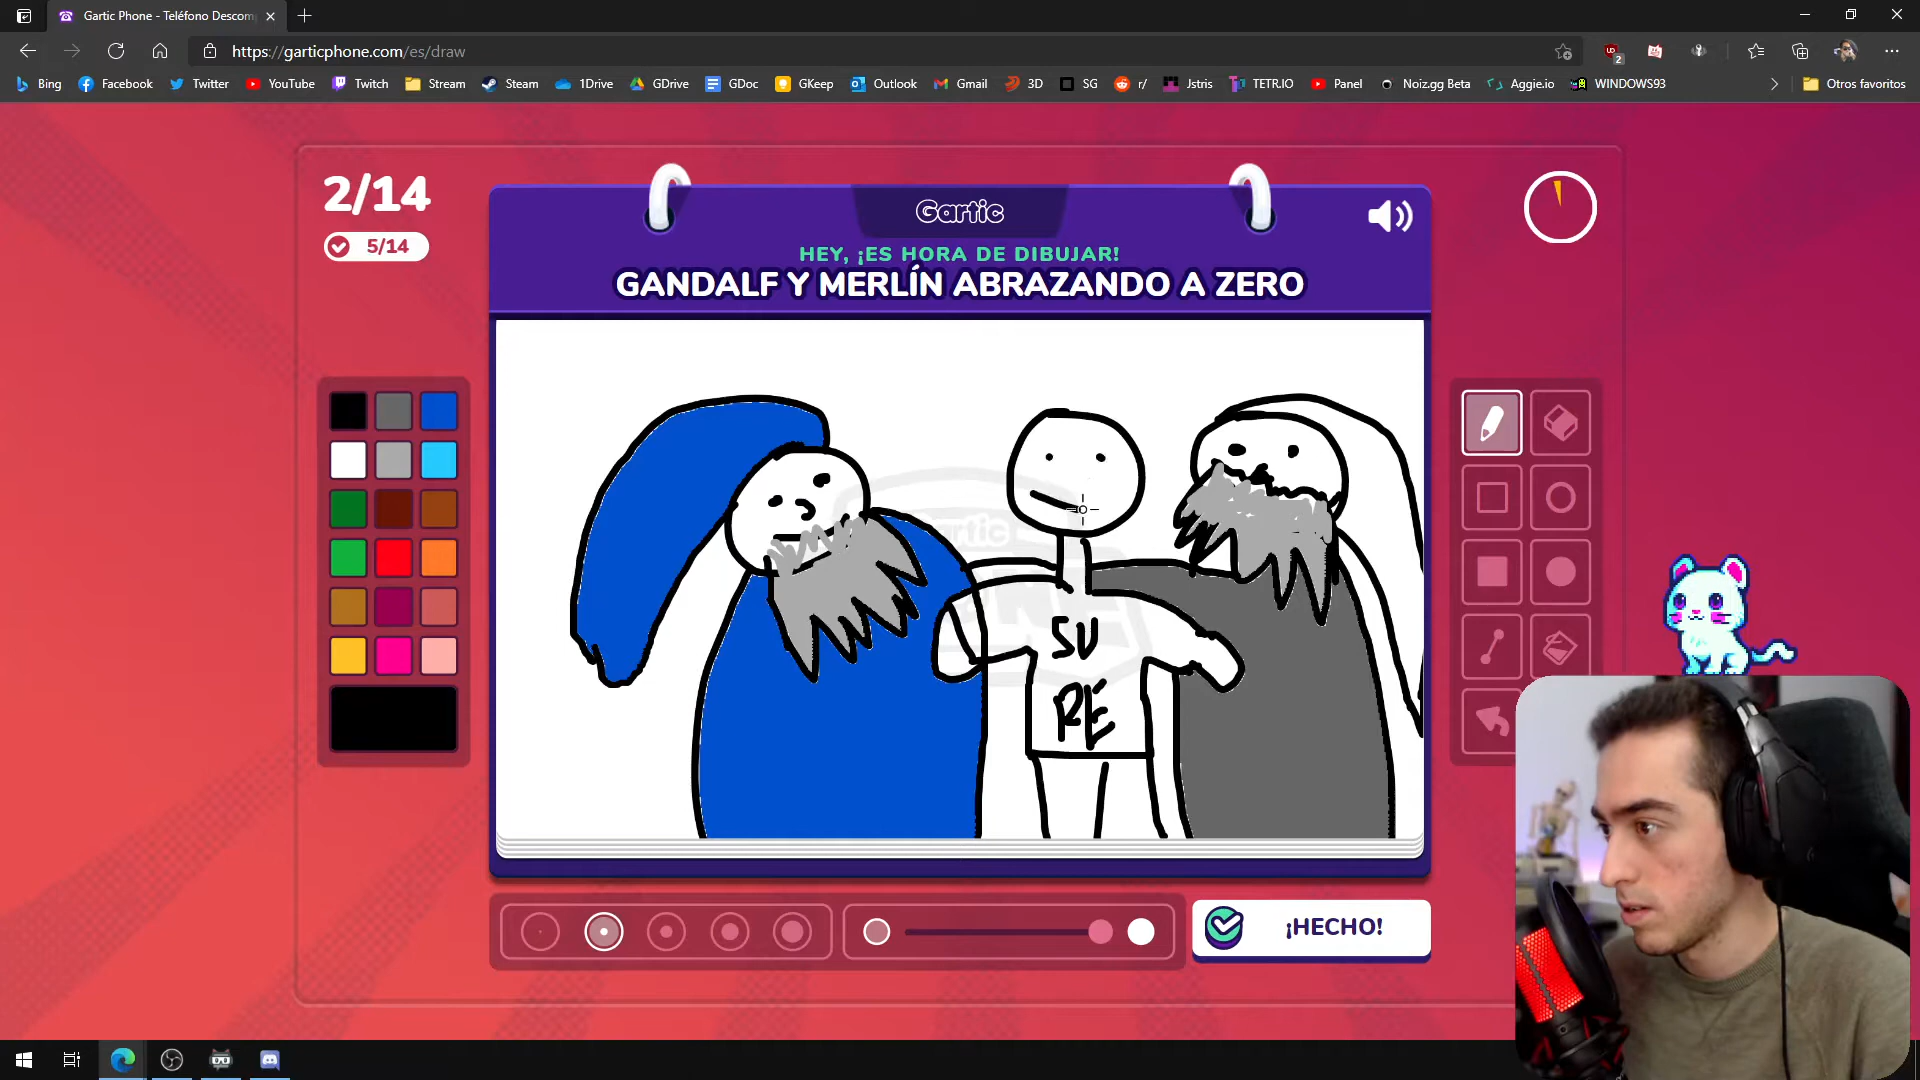 Gartic Phone - Teléfono Descom
https://garticphone.com/es/draw
2
Bing Facebook Twitter YouTube Twitch Stream Steam 1Drive GDrive GDoc GKeep Outlook Gmail 3D SG r/ Jstris TETR.IO Panel Noiz.gg Beta Aggie.io WINDOWS93 Otros favoritos
2/14
5/14
Gartic
HEY, ¡ES HORA DE DIBUJAR!
GANDALF Y MERLÍN ABRAZANDO A ZERO
SU
RE
¡HECHO!